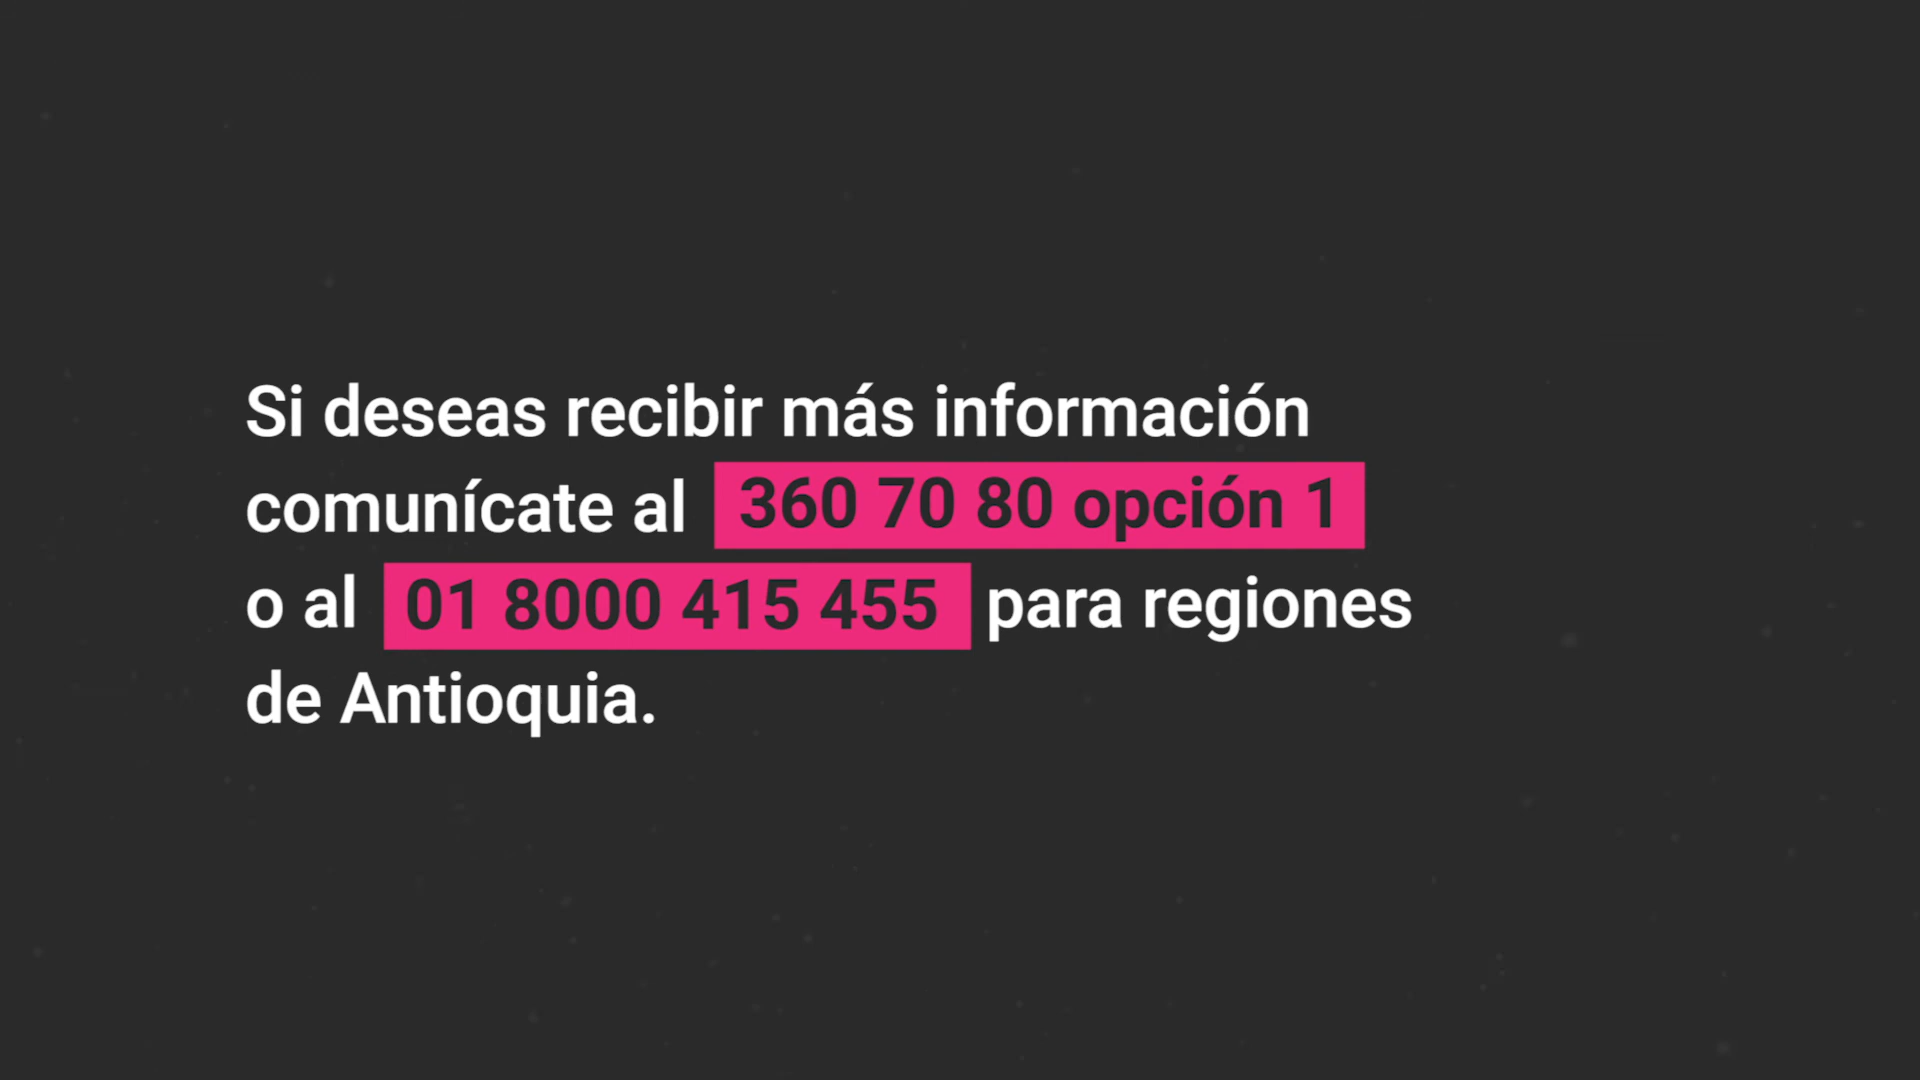 Si deseas recibir más información
comunícate al 360 70 80 opción 1
o al 01 8000 415 455 para regiones
de Antioquia.